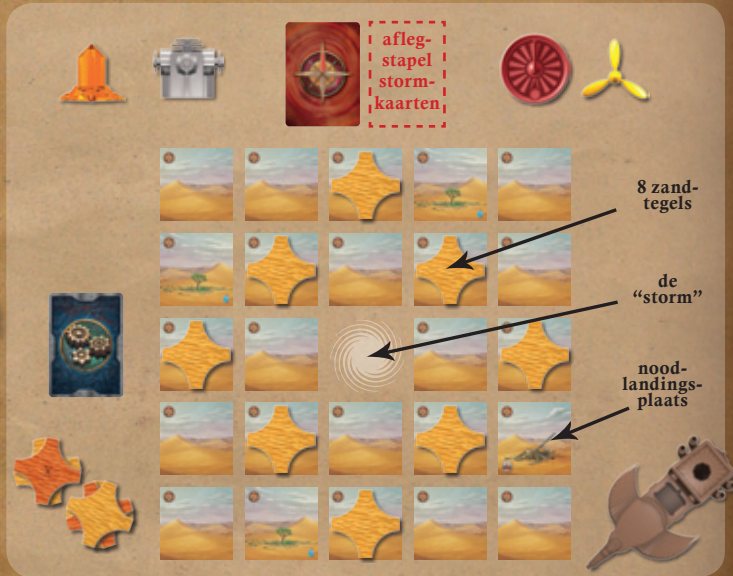 afleg-
stapel
storm-
kaarten
8 zand-
tegels
de
“storm”
nood-
landings-
plaats